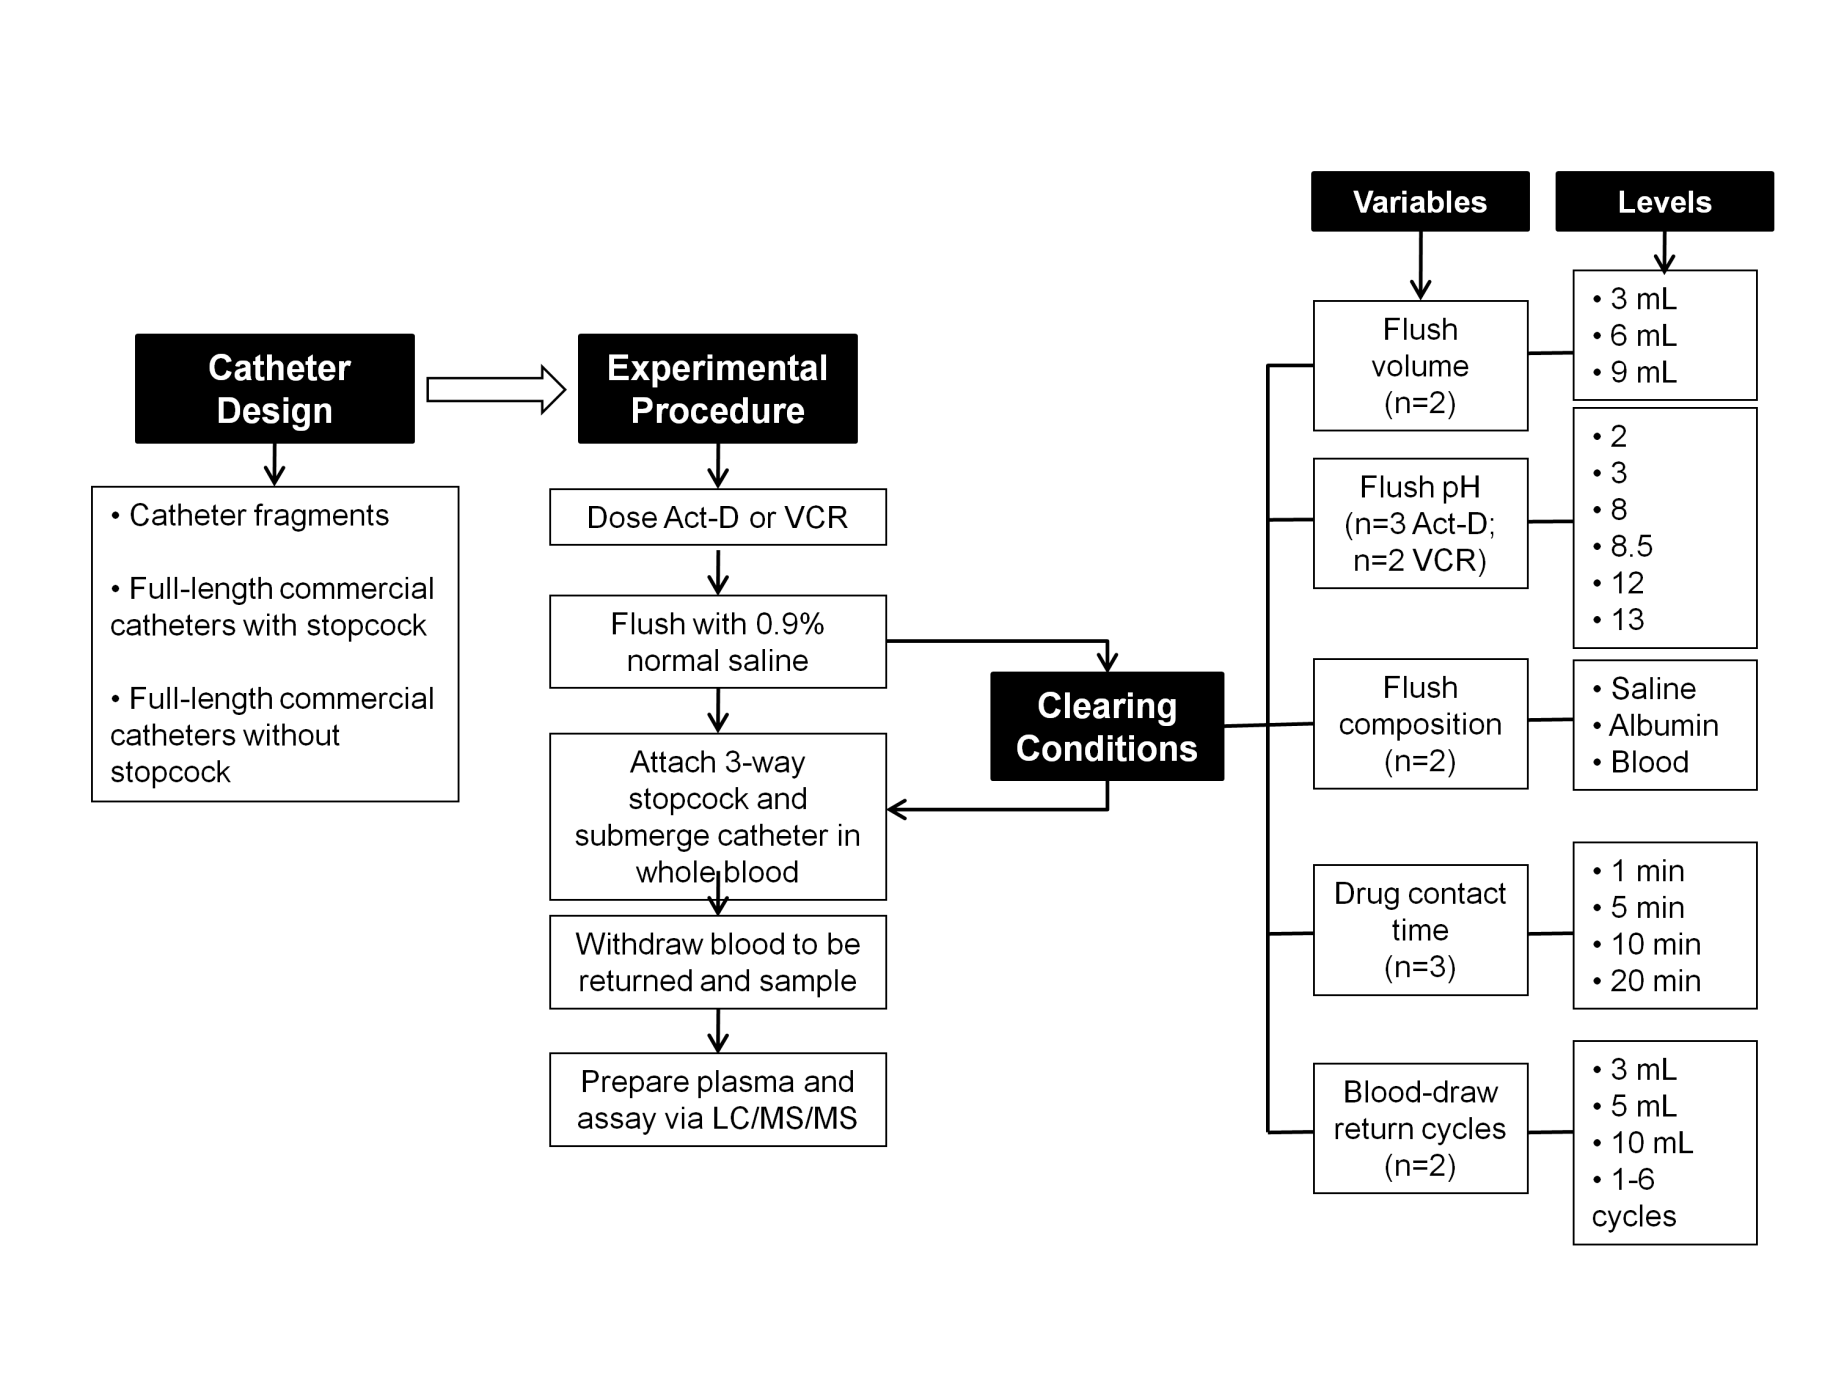 Catheter
Design
• Catheter fragments
• Full-length commercial
catheters with stopcock
• Full-length commercial
catheters without
stopcock
Experimental
Procedure
Dose Act-D or VCR
Flush with 0.9%
normal saline
Attach 3-way
stopcock and
submerge catheter in
whole blood
Withdraw blood to be
returned and sample
Prepare plasma and
assay via LC/MS/MS
Clearing
Conditions
Variables
Levels
Flush
volume
(n=2)
• 3 mL
• 6 mL
• 9 mL
Flush pH
(n=3 Act-D;
n=2 VCR)
• 2
• 3
• 8
• 8.5
• 12
• 13
Flush
composition
(n=2)
• Saline
• Albumin
• Blood
Drug contact
time
(n=3)
• 1 min
• 5 min
• 10 min
• 20 min
Blood-draw
return cycles
(n=2)
• 3 mL
• 5 mL
• 10 mL
• 1-6
cycles